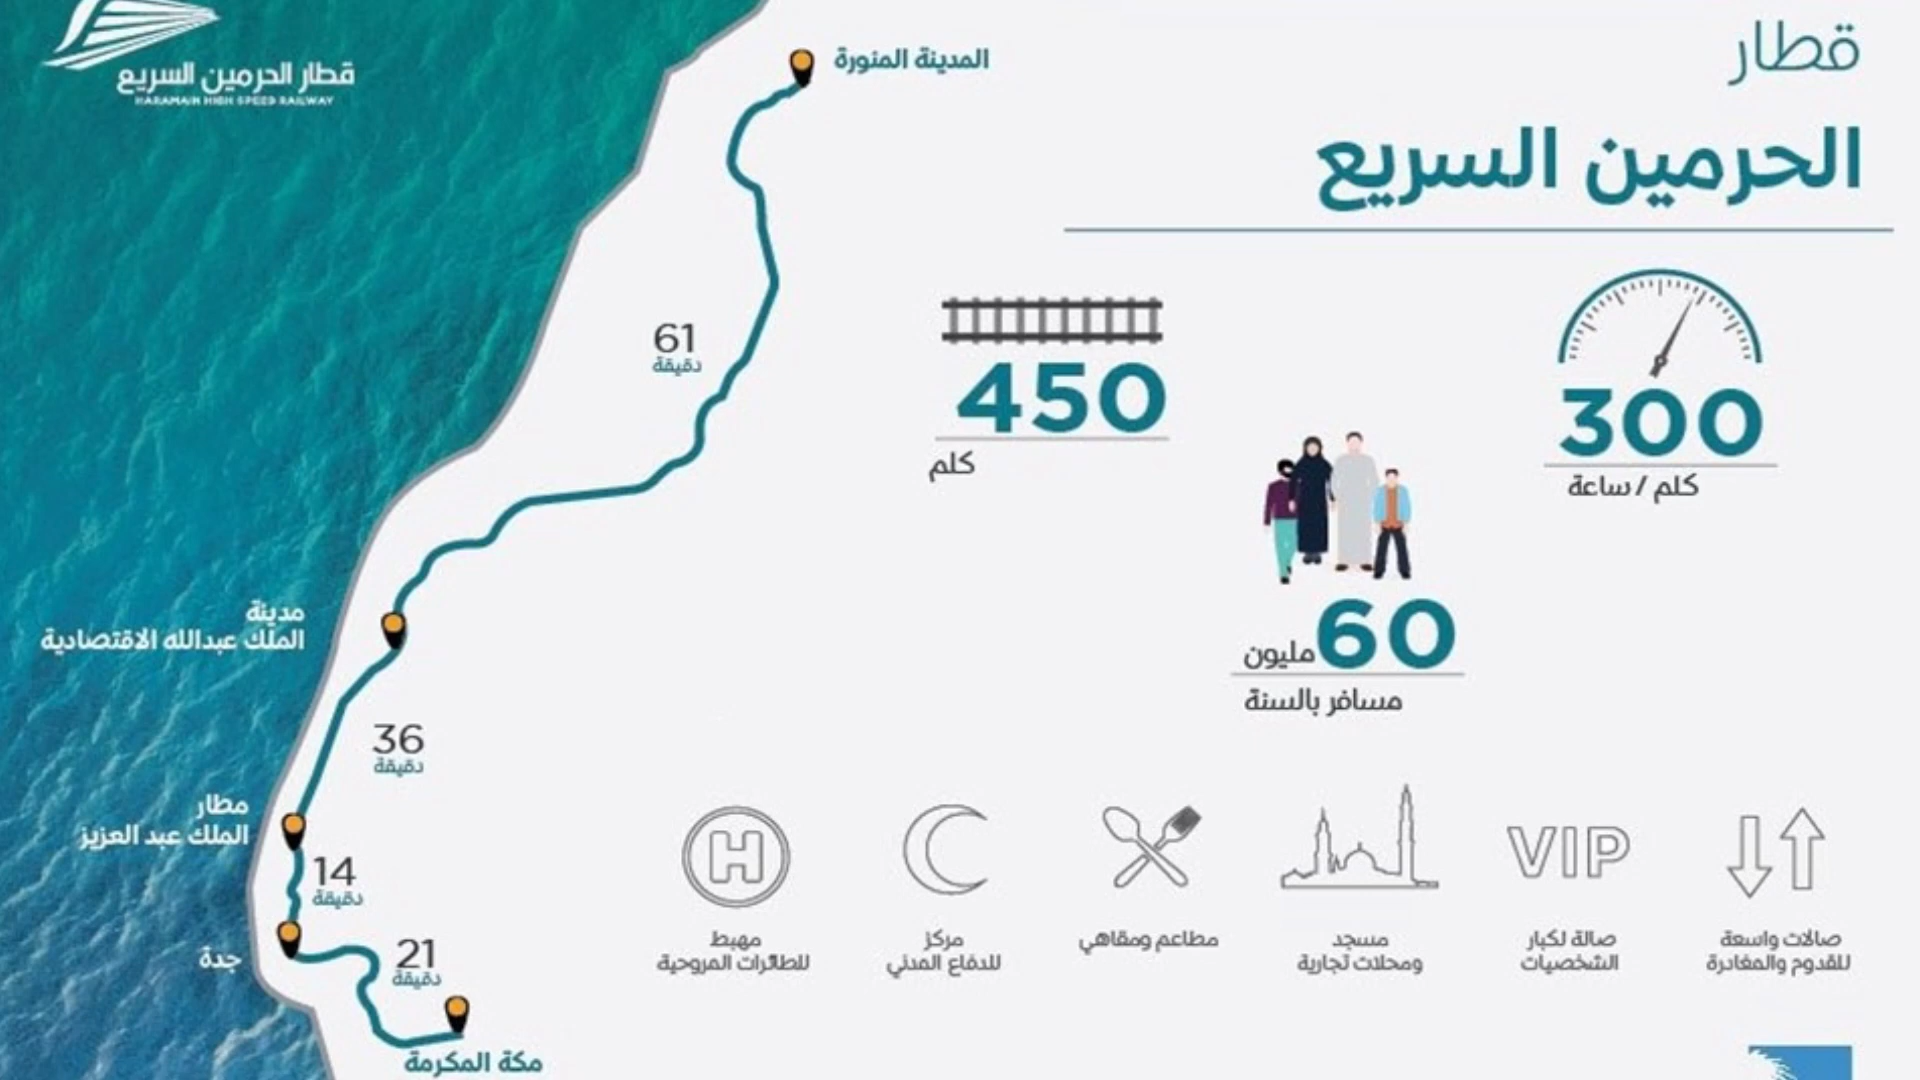 قطار الحرمين السريع
HARAMAIN HIGH SPEED RAILWAY
قطار
الحرمين السريع
المدينة المنورة
61
دقيقة
مدينة
الملك عبدالله الاقتصادية
36
دقيقة
مطار
الملك عبد العزيز
14
دقيقة
جدة
21
دقيقة
مكة المكرمة
300
كلم / ساعة
450
كلم
60 مليون
مسافر بالسنة
VIP
H
صالات واسعة
للقدوم والمغادرة
صالة لكبار
الشخصيات
مسجد
ومحلات تجارية
مطاعم ومقاهي
مركز
للدفاع المدني
مهبط
للطائرات المروحية